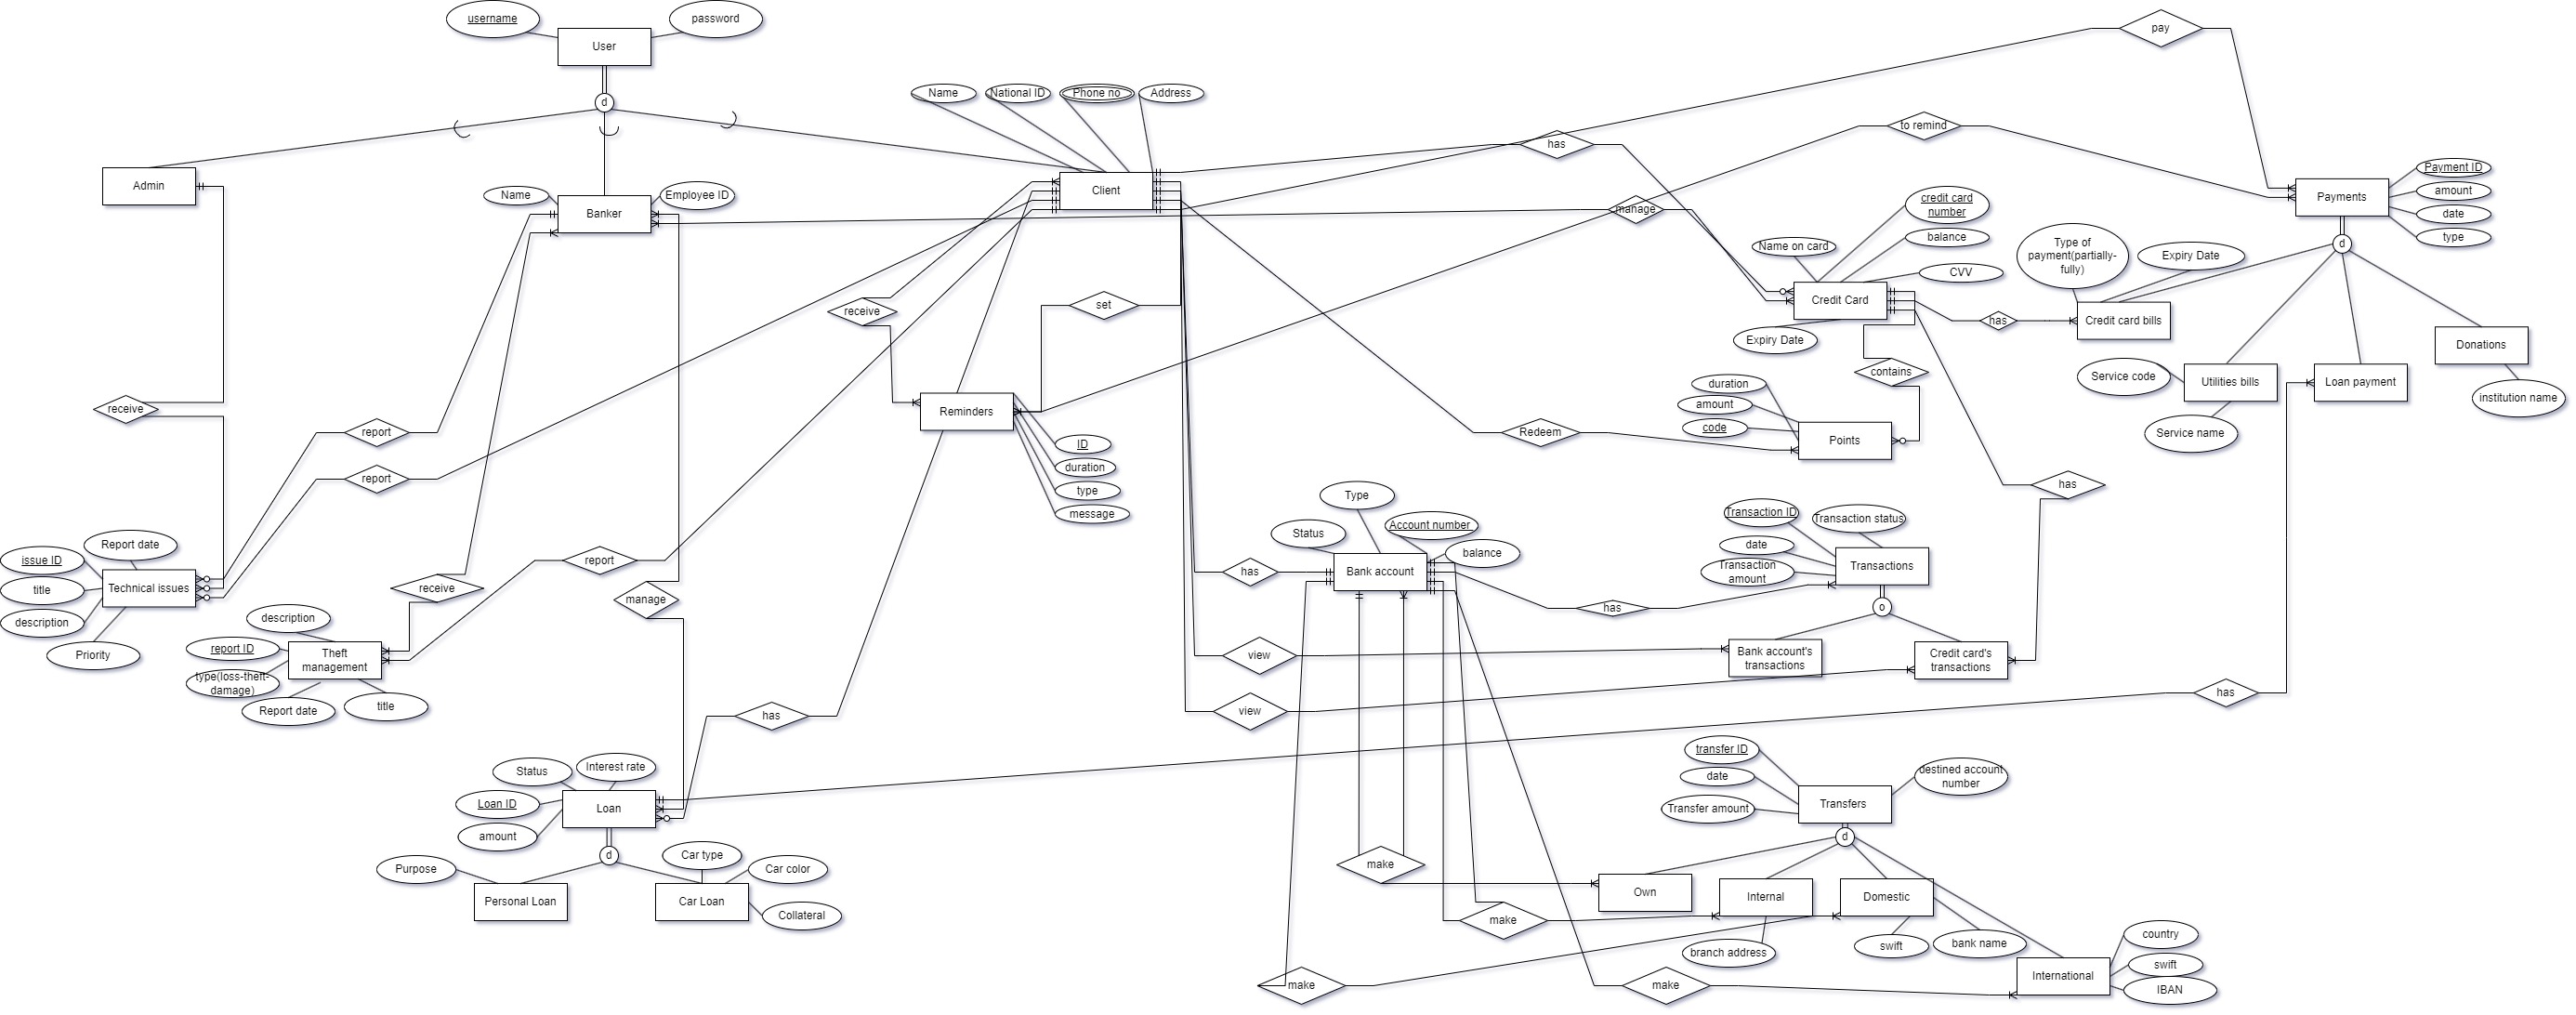 username
password
User
d
pay
Name
National ID
Phone no
Address
to remind
has
Admin
Name
Employee ID
Banker
Client
manage
Payment ID
amount
Payments
date
type
credit card
number
Name on card
balance
CVV
Credit Card
Expiry Date
Type of
payment(partially-
fully)
Expiry Date
d
has
Credit card bills
Donations
receive
set
contains
Service code
Utilities bills
Loan payment
institution name
Service name
receive
Reminders
duration
amount
code
Points
Redeem
report
report
ID
duration
type
message
has
Type
Status
Account number
balance
Bank account
Transaction ID
Transaction status
date
Transaction
amount
Transactions
o
has
has
issue ID
Report date
title
Technical issues
description
Priority
report
receive
manage
description
report ID
Theft
management
type(loss-theft-
damage)
Report date
title
view
Bank account's
transactions
Credit card's
transactions
view
has
has
Status
Interest rate
Loan ID
Loan
amount
d
transfer ID
date
destined account
number
Transfer amount
Transfers
d
Purpose
Car type
Car color
Personal Loan
Car Loan
Collateral
make
Own
Internal
Domestic
make
branch address
swift
bank name
country
make
make
International
swift
IBAN